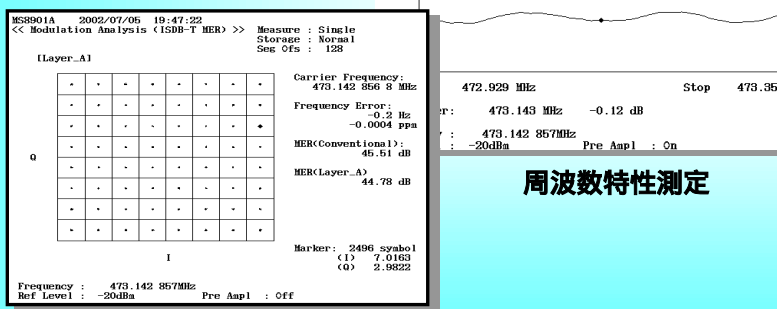 MS8901A 2002/07/05 19:47:22
<< Modulation Analysis (ISDB-T MER) >> Measure : Single
Storage : Normal
Seg Ofs : 128
[Layer_A]
Carrier Frequency:
473.142 856 8 MHz
Frequency Error:
-0.2 Hz
-0.0004 ppm
MER(Conventional):
45.51 dB
MER(Layer_A)
44.78 dB
Q
I
Marker: 2496 symbol
(I) 7.0163
(Q) 2.9822
Frequency : 473.142 857MHz
Ref Level : -20dBm Pre Ampl : Off
472.929 MHz Stop 473.35
473.143 MHz -0.12 dB
: 473.142 857MHz
: -20dBm Pre Ampl : On
周波数特性測定